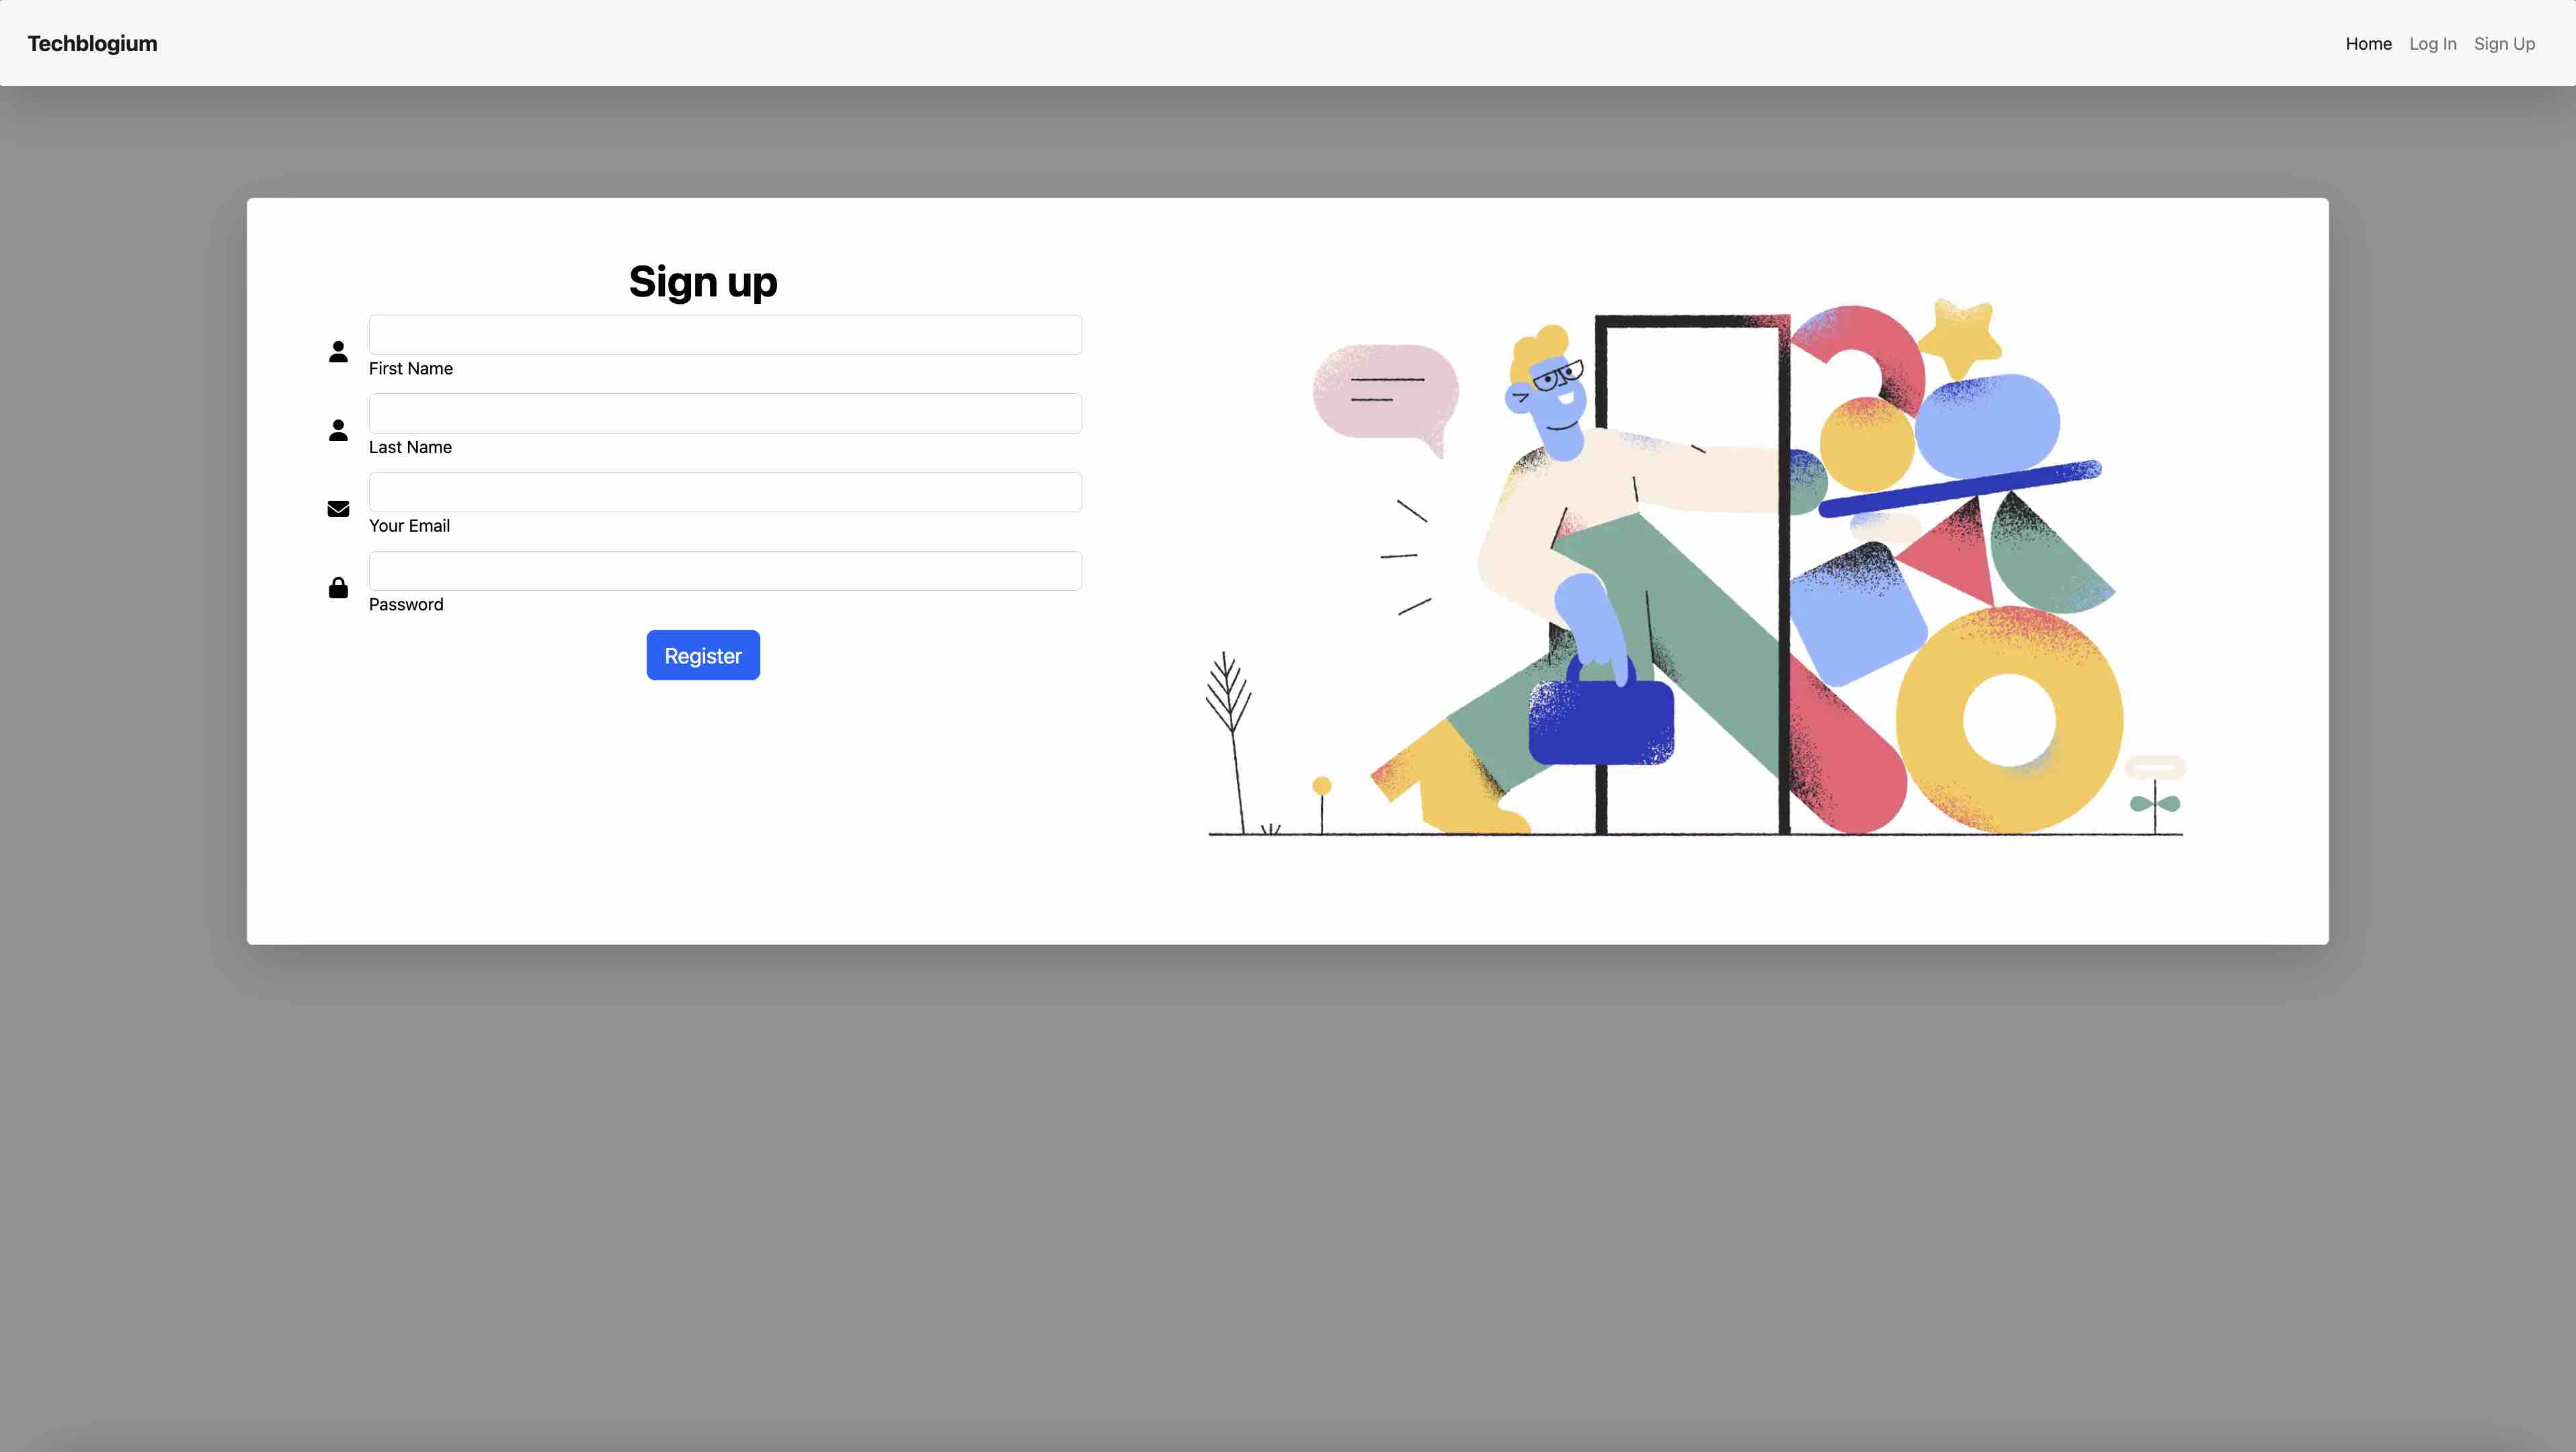 Techblogium
Home Log In Sign Up
Sign up
First Name
Last Name
Your Email
Password
Register